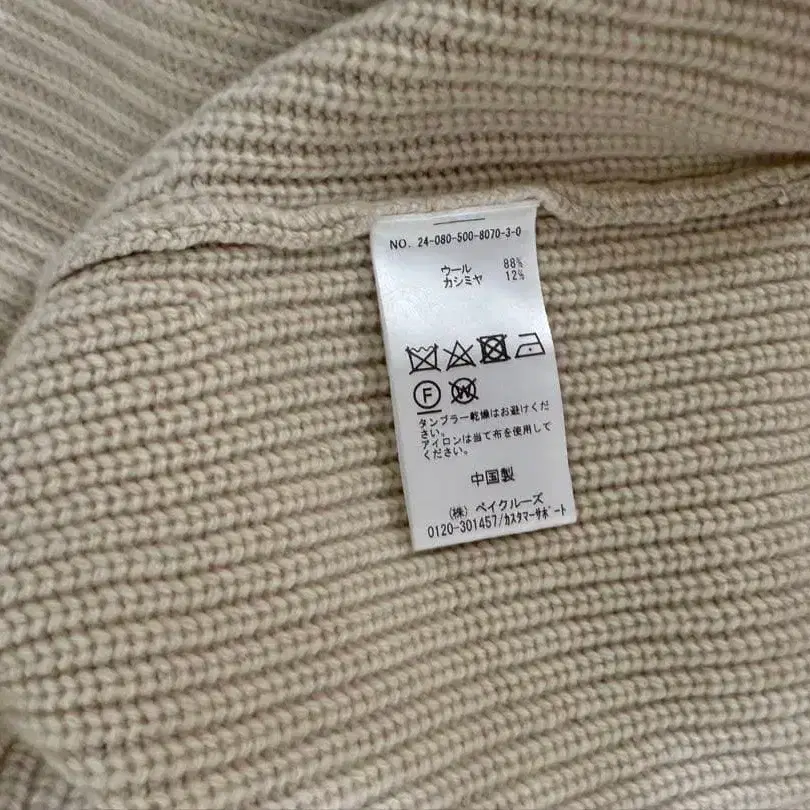 NO. 24-080-500-8070-3-0
ウール 88%
カシミヤ 12%
F W
タンブラー乾燥はお避けくだ
さい。
アイロンは当て布を使用して
ください。
中国製
(株) ベイクルーズ
0120-301457/カスタマーサポート